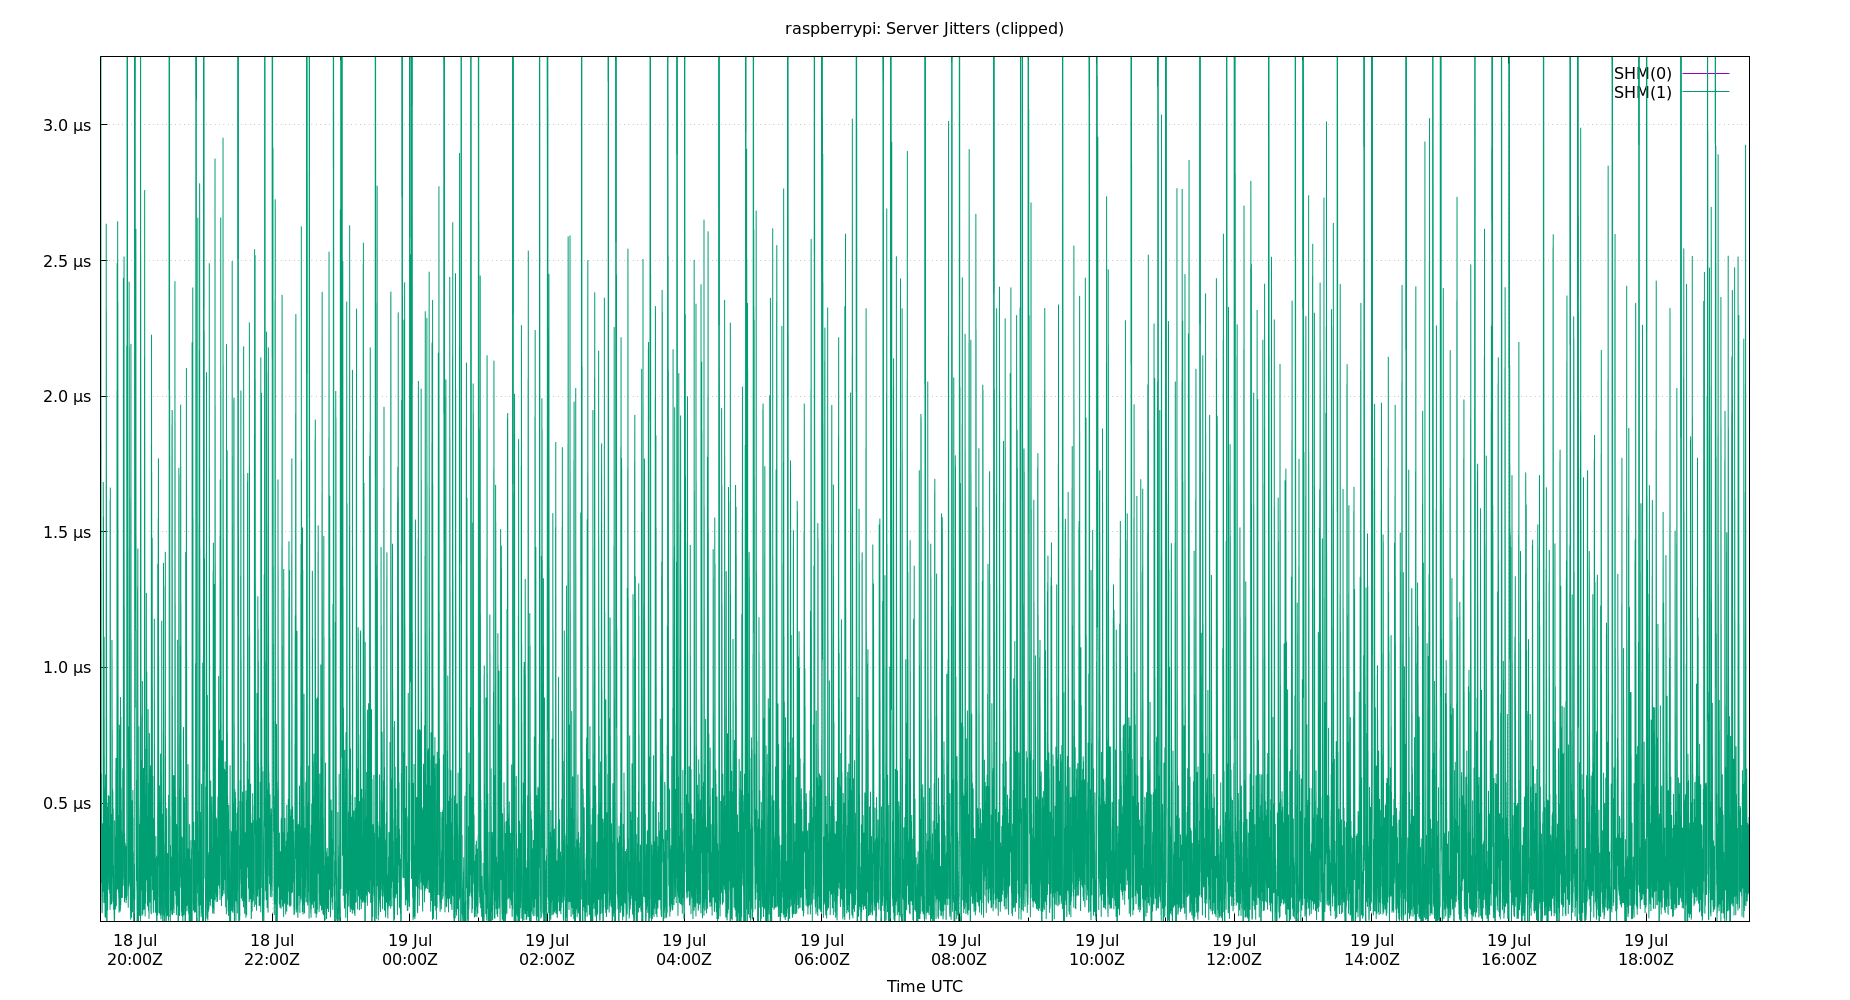 raspberrypi: Server Jitters (clipped)
SHM(0)
SHM(1)
3.0 µs
2.5 µs
2.0 µs
1.5 µs
1.0 µs
0.5 µs
18 Jul 18 Jul 19 Jul 19 Jul 19 Jul 19 Jul 19 Jul 19 Jul 19 Jul 19 Jul 19 Jul 19 Jul
20:00Z 22:00Z 00:00Z 02:00Z 04:00Z 06:00Z 08:00Z 10:00Z 12:00Z 14:00Z 16:00Z 18:00Z
Time UTC